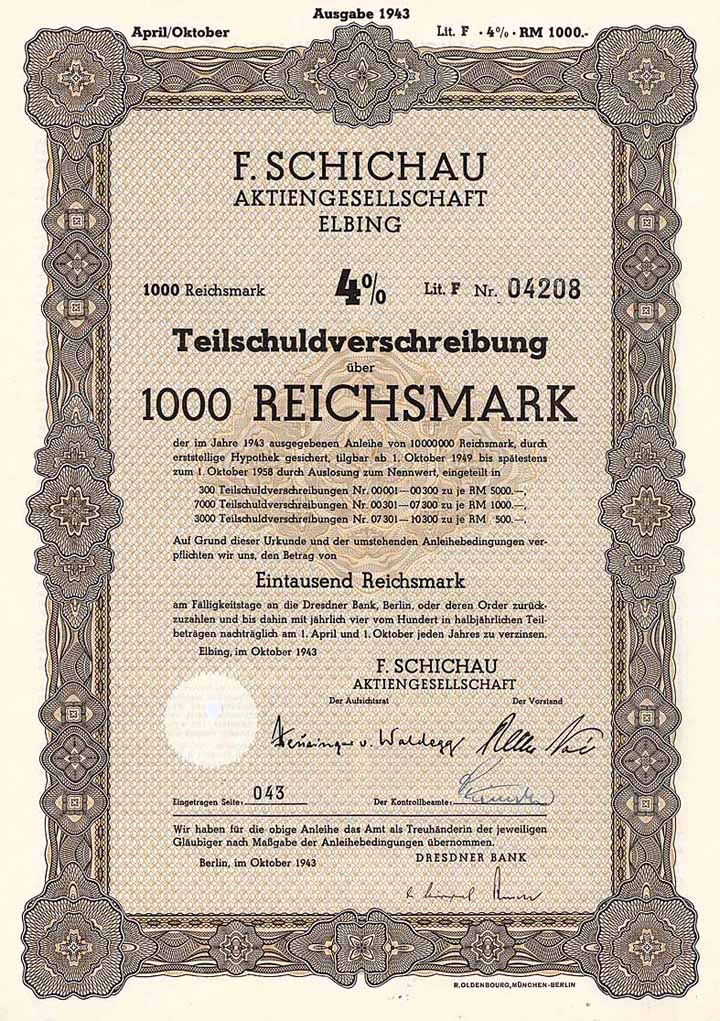 Ausgabe 1943
April/Oktober Lit. F · 4% · RM 1000.-
F. SCHICHAU
AKTIENGESELLSCHAFT
ELBING
1000 Reichsmark 4% Lit. F Nr. 04208
Teilschuldverschreibung
über
1000 REICHSMARK
der im Jahre 1943 ausgegebenen Anleihe von 10000000 Reichsmark, durch
erststellige Hypothek gesichert, tilgbar ab 1. Oktober 1949 bis spätestens
zum 1. Oktober 1958 durch Auslosung zum Nennwert, eingeteilt in
300 Teilschuldverschreibungen Nr. 00001—00300 zu je RM 5000.—,
7000 Teilschuldverschreibungen Nr. 00301—07300 zu je RM 1000.—,
3000 Teilschuldverschreibungen Nr. 07301—10300 zu je RM 500.—,
Auf Grund dieser Urkunde und der umstehenden Anleihebedingungen ver-
pflichten wir uns, den Betrag von
Eintausend Reichsmark
am Fälligkeitstage an die Dresdner Bank, Berlin, oder deren Order zurück-
zuzahlen und bis dahin mit jährlich vier vom Hundert in halbjährlichen Teil-
beträgen nachträglich am 1. April und 1. Oktober jeden Jahres zu verzinsen.
Elbing, im Oktober 1943
F. SCHICHAU
AKTIENGESELLSCHAFT
Der Aufsichtsrat Der Vorstand
v. Waldegg
Eingetragen Seite: 043 Der Kontrollbeamte:
Wir haben für die obige Anleihe das Amt als Treuhänderin der jeweiligen
Gläubiger nach Maßgabe der Anleihebedingungen übernommen.
Berlin, im Oktober 1943 DRESDNER BANK
R. OLDENBOURG, MÜNCHEN-BERLIN